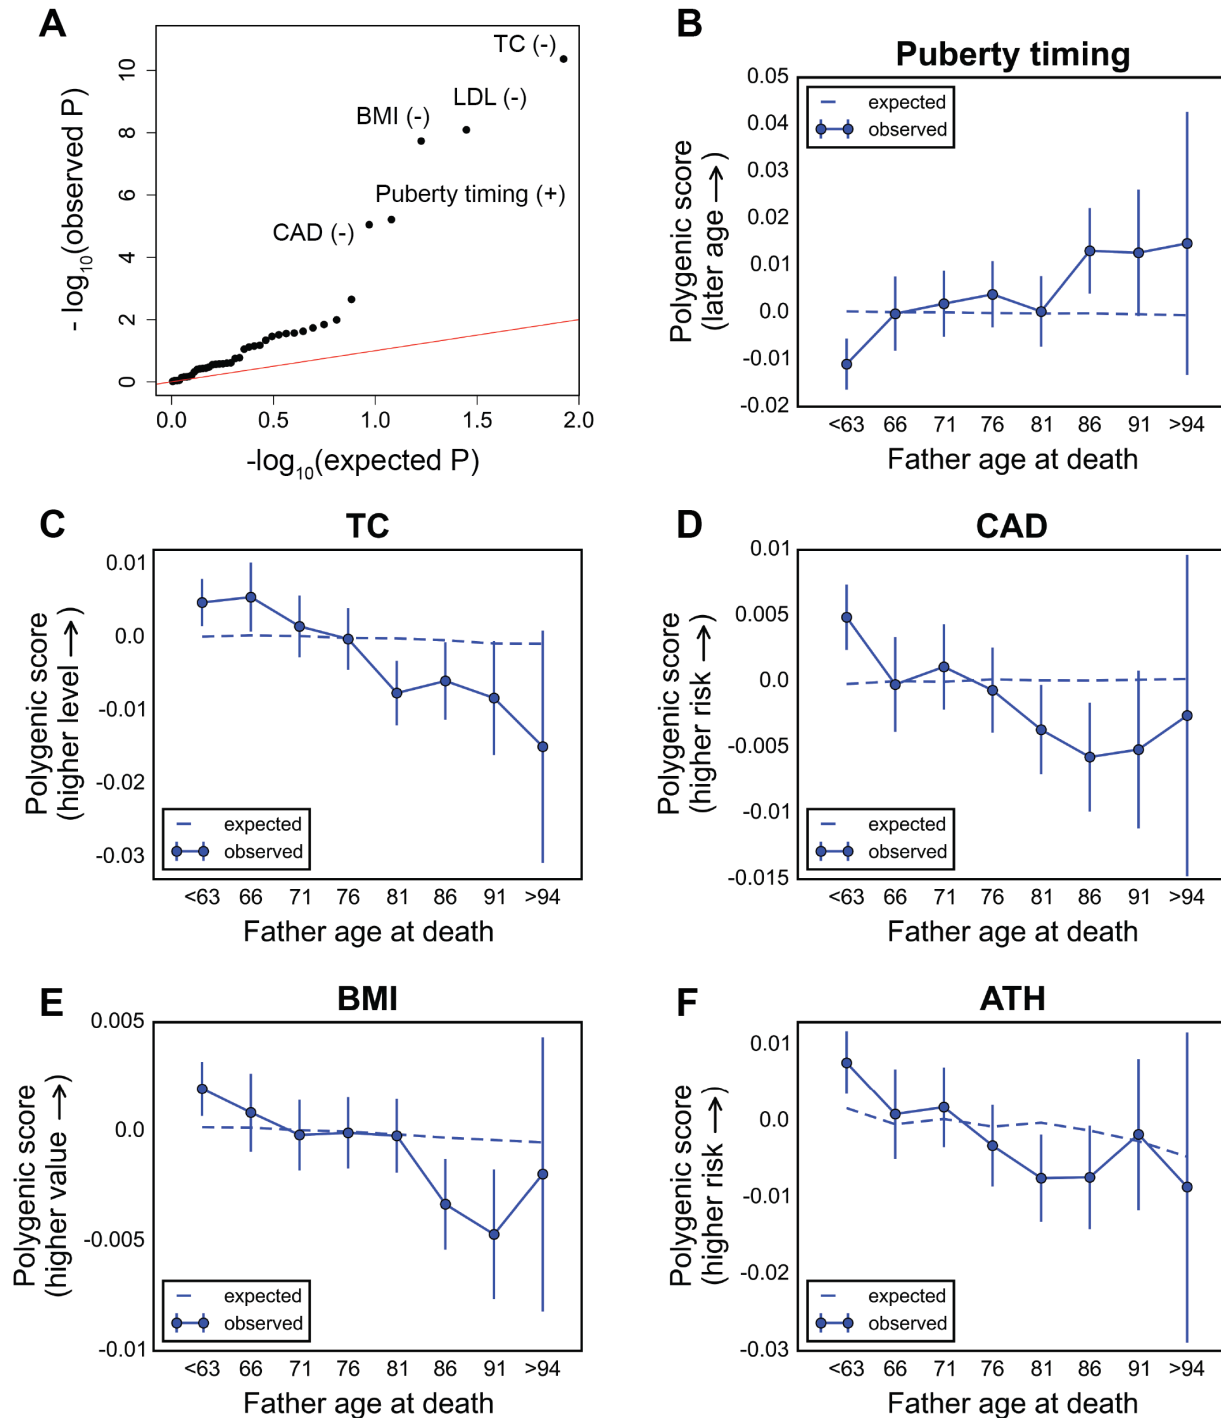 A
TC (-)
LDL (-)
BMI (-)
Puberty timing (+)
CAD (-)
10
8
6
4
2
0
- log10(observed P)
0.0 0.5 1.0 1.5 2.0
-log10(expected P)
B
Puberty timing
expected
observed
0.05
0.04
0.03
0.02
0.01
0.0
-0.01
-0.02
Polygenic score
(later age →)
<63 66 71 76 81 86 91 >94
Father age at death
C
TC
0.01
0.0
-0.01
-0.02
-0.03
Polygenic score
(higher level →)
expected
observed
<63 66 71 76 81 86 91 >94
Father age at death
D
CAD
0.01
0.005
0.0
-0.005
-0.01
-0.015
Polygenic score
(higher risk →)
expected
observed
<63 66 71 76 81 86 91 >94
Father age at death
E
BMI
0.005
0.0
-0.005
-0.01
Polygenic score
(higher value →)
expected
observed
<63 66 71 76 81 86 91 >94
Father age at death
F
ATH
0.01
0.0
-0.01
-0.02
-0.03
Polygenic score
(higher risk →)
expected
observed
<63 66 71 76 81 86 91 >94
Father age at death